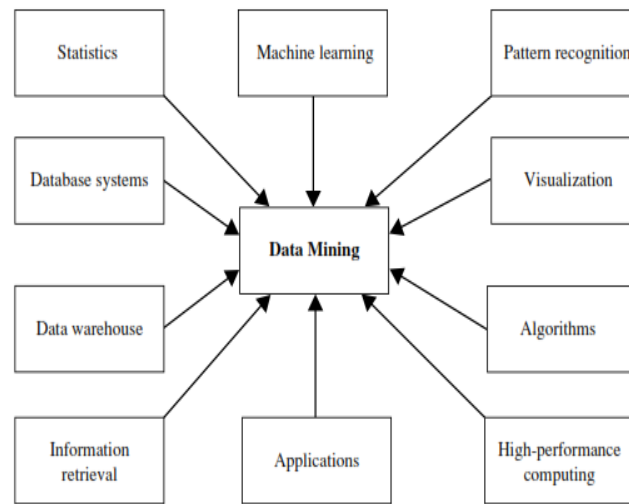 Statistics
Machine learning
Pattern recognition
Database systems
Visualization
Data Mining
Data warehouse
Algorithms
Information
retrieval
Applications
High-performance
computing